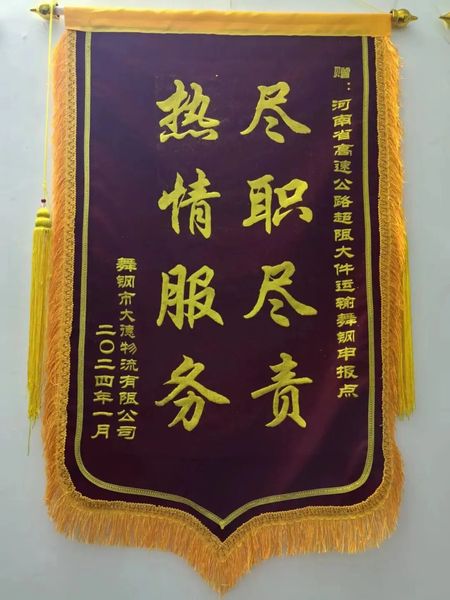 赠：河南省高速公路超限大件运输舞钢申报点
尽职尽责
热情服务
舞钢市大德物流有限公司
二〇二四年一月